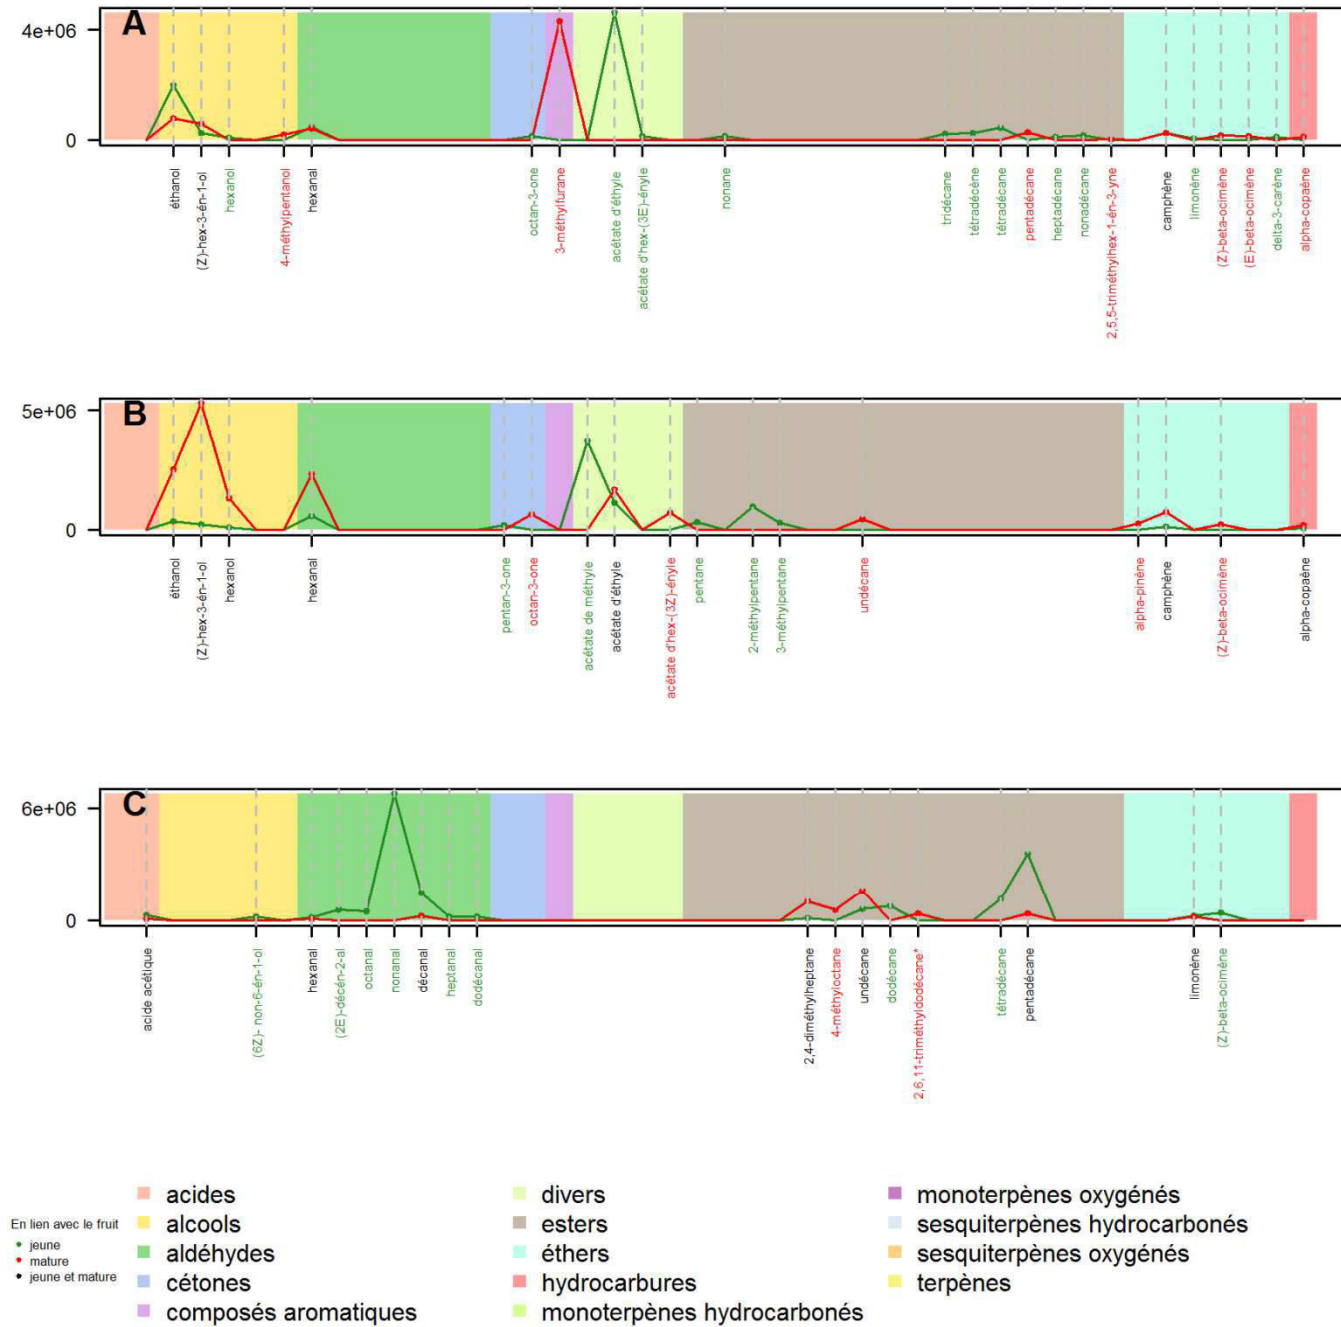 A
4e+06
0
éthanol
(Z)-hex-3-én-1-ol
hexanol
4-méthylpentanol
hexanal
octan-3-one
3-méthylfurane
acétate d'éthyle
acétate d'hex-(3E)-ényle
nonane
tridécane
tétradécène
tétradécane
pentadécane
heptadécane
nonadécane
2,5,5-triméthylhex-1-én-3-yne
camphène
limonène
(Z)-beta-ocimène
(E)-beta-ocimène
delta-3-carène
alpha-copaène
B
5e+06
0
éthanol
(Z)-hex-3-én-1-ol
hexanol
hexanal
pentan-3-one
octan-3-one
acétate de méthyle
acétate d'éthyle
acétate d'hex-(3Z)-ényle
pentane
2-méthylpentane
3-méthylpentane
undécane
alpha-pinène
camphène
(Z)-beta-ocimène
alpha-copaène
C
6e+06
0
acide acétique
(6Z)- non-6-én-1-ol
hexanal
(2E)-décén-2-al
octanal
nonanal
décanal
heptanal
dodécanal
2,4-diméthylheptane
4-méthyloctane
undécane
dodécane
2,6,11-triméthyldodécane*
tétradécane
pentadécane
limonène
(Z)-beta-ocimène
En lien avec le fruit
jeune
mature
jeune et mature
acides
alcools
aldéhydes
cétones
composés aromatiques
divers
esters
éthers
hydrocarbures
monoterpènes hydrocarbonés
monoterpènes oxygénés
sesquiterpènes hydrocarbonés
sesquiterpènes oxygénés
terpènes